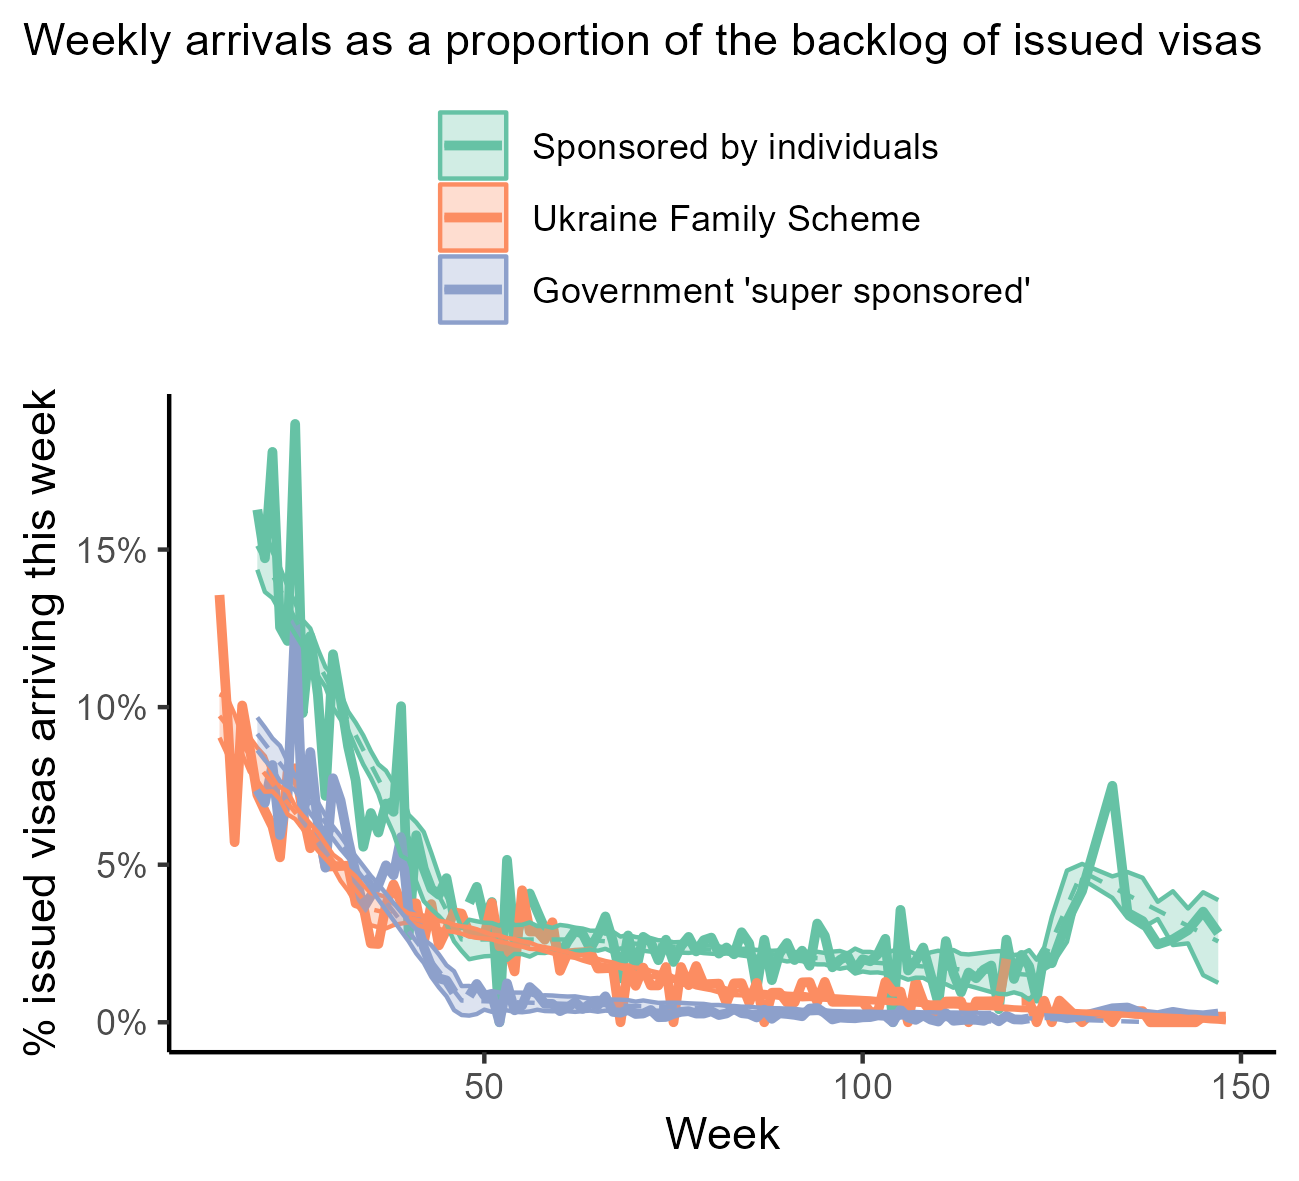 Weekly arrivals as a proportion of the backlog of issued visas
Sponsored by individuals
Ukraine Family Scheme
Government 'super sponsored'
% issued visas arriving this week
15%
10%
5%
0%
50
100
150
Week